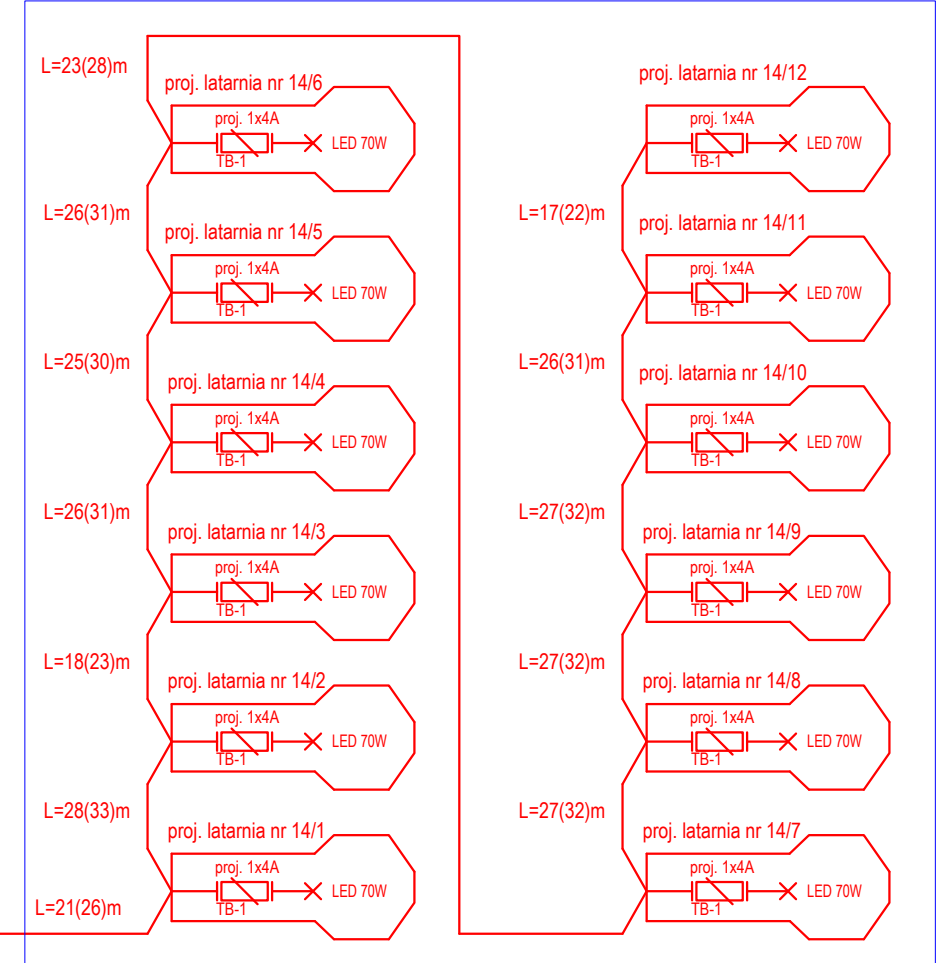 L=23(28)m
proj. latarnia nr 14/6
proj. 1x4A
TB-1
LED 70W
L=26(31)m
proj. latarnia nr 14/5
proj. 1x4A
TB-1
LED 70W
L=25(30)m
proj. latarnia nr 14/4
proj. 1x4A
TB-1
LED 70W
L=26(31)m
proj. latarnia nr 14/3
proj. 1x4A
TB-1
LED 70W
L=18(23)m
proj. latarnia nr 14/2
proj. 1x4A
TB-1
LED 70W
L=28(33)m
proj. latarnia nr 14/1
proj. 1x4A
TB-1
LED 70W
L=21(26)m
proj. latarnia nr 14/12
proj. 1x4A
TB-1
LED 70W
L=17(22)m
proj. latarnia nr 14/11
proj. 1x4A
TB-1
LED 70W
L=26(31)m
proj. latarnia nr 14/10
proj. 1x4A
TB-1
LED 70W
L=27(32)m
proj. latarnia nr 14/9
proj. 1x4A
TB-1
LED 70W
L=27(32)m
proj. latarnia nr 14/8
proj. 1x4A
TB-1
LED 70W
L=27(32)m
proj. latarnia nr 14/7
proj. 1x4A
TB-1
LED 70W